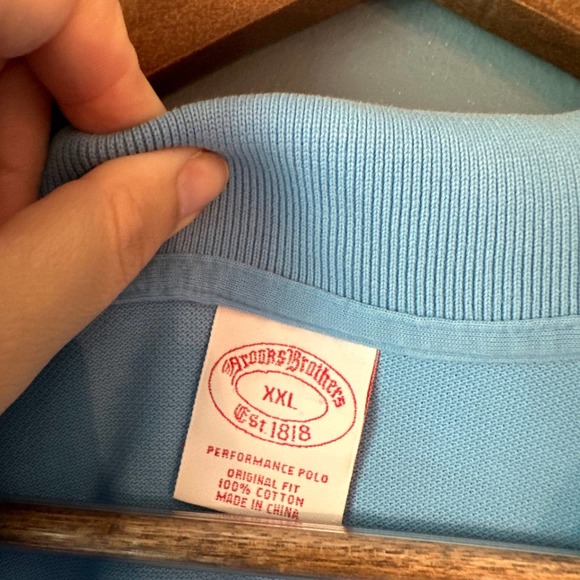 Brooks Brothers
XXL
Est. 1818
PERFORMANCE POLO
ORIGINAL FIT
100% COTTON
MADE IN CHINA